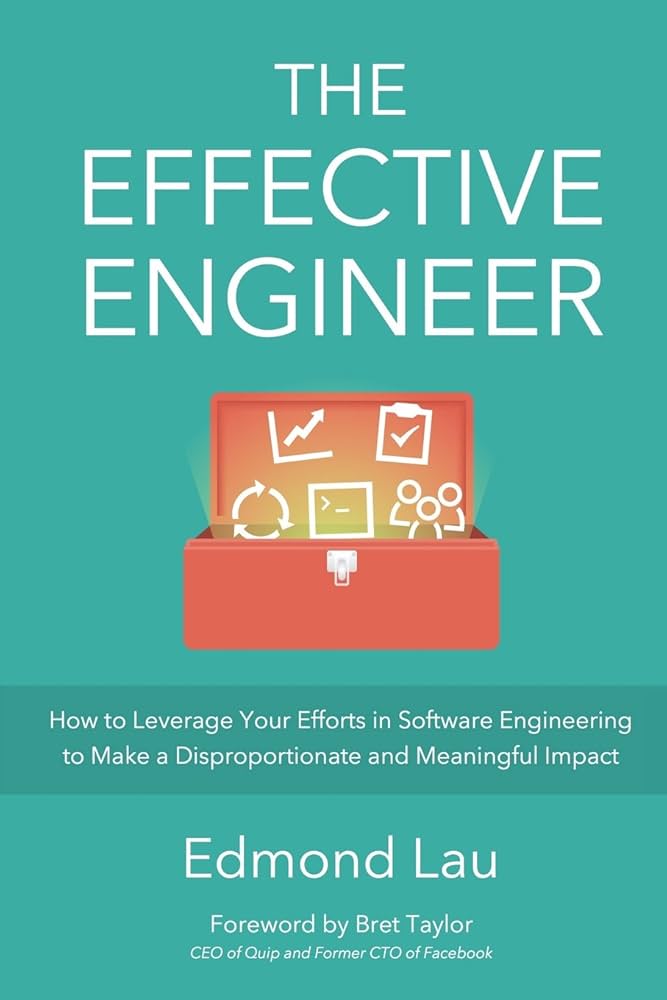 THE
EFFECTIVE
ENGINEER
>_
How to Leverage Your Efforts in Software Engineering
to Make a Disproportionate and Meaningful Impact
Edmond Lau
Foreword by Bret Taylor
CEO of Quip and Former CTO of Facebook